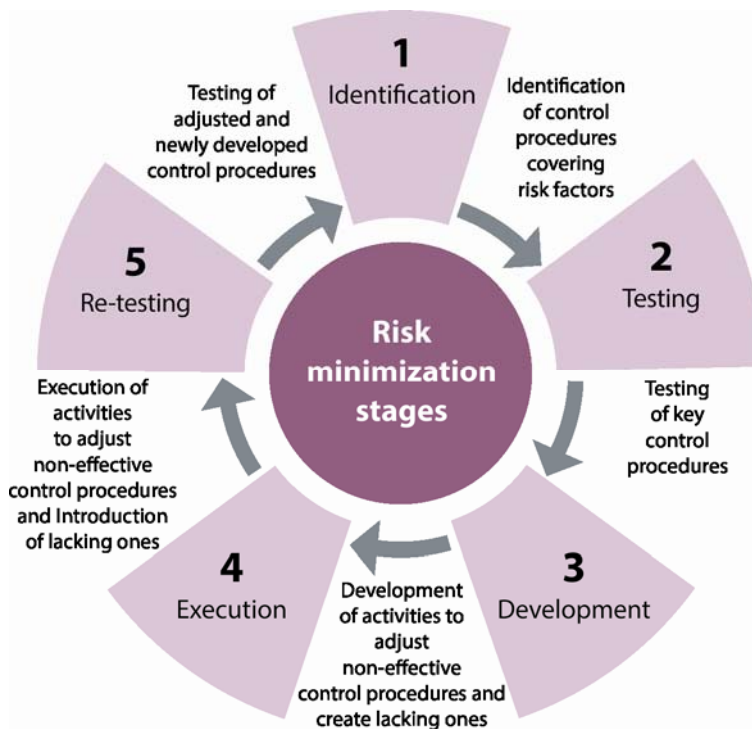 1
Identification
Identification
of control
procedures
covering
risk factors
2
Testing
Testing
of key
control
procedures
3
Development
Development
of activities to
adjust
non-effective
control procedures and
create lacking ones
4
Execution
Execution of
activities
to adjust
non-effective
control procedures
and Introduction
of lacking ones
5
Re-testing
Testing of
adjusted and
newly developed
control procedures
Risk
minimization
stages